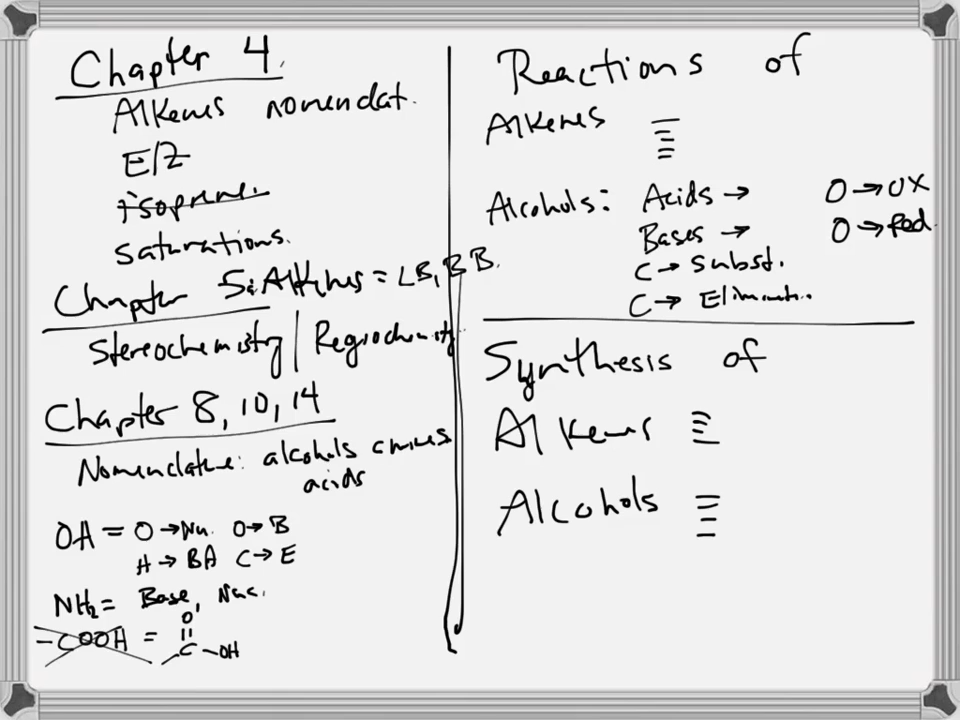 Chapter 4.
Alkenes nomenclat.
E/Z
isoprene.
Saturations.
Chapter 5: Alkenes = LB, BB.
Stereochemistry | Regiochemistry
Chapter 8, 10, 14
Nomenclature: alcohols amines
acids
OH = O → Nu. O → B
H → BA C → E
NH2 = Base, Nuc.
-COOH =
O
C
OH
Reactions of
Alkenes
Alcohols: Acids → O → OX
Bases → O → Red.
C → Subst.
C → Eliminatn.
Synthesis of
Alkenes
Alcohols